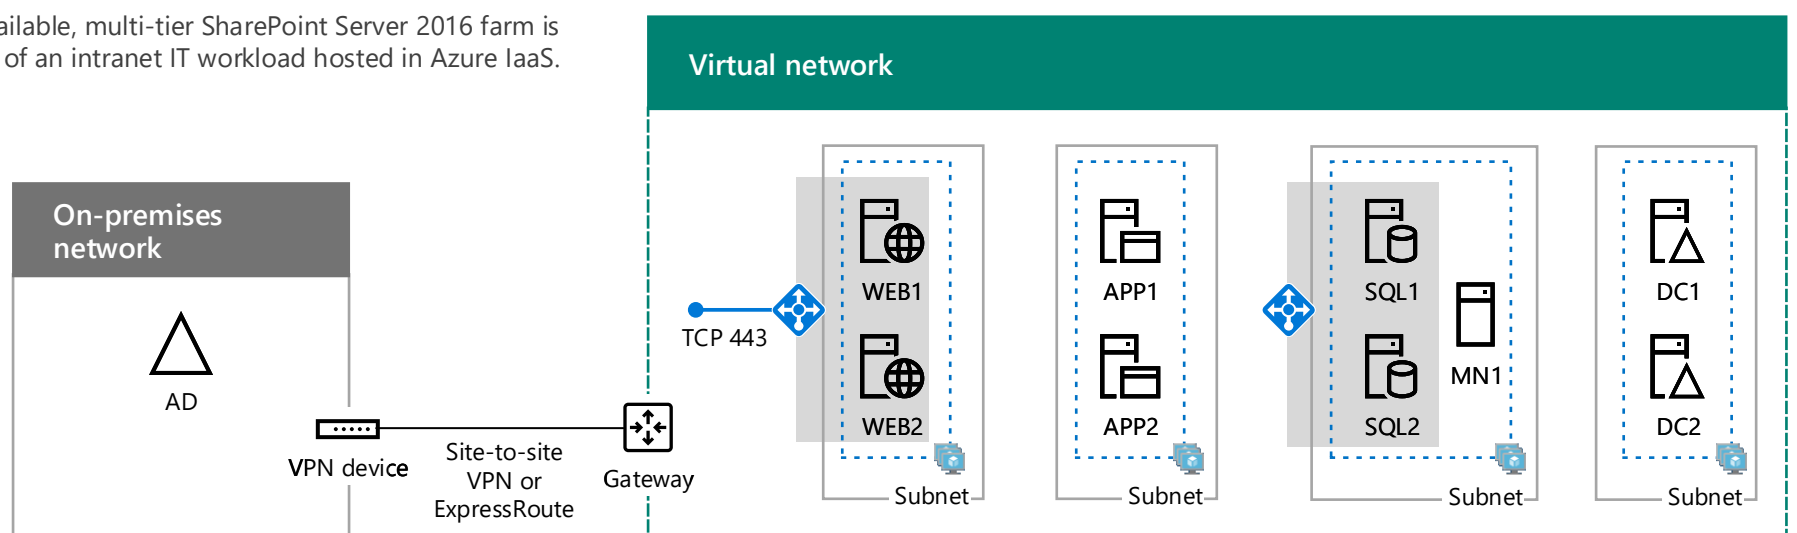 multi-tier SharePoint Server 2016 farm is
of an intranet IT workload hosted in Azure IaaS.
Virtual network
On-premises
network
AD
VPN device
Site-to-site
VPN or
ExpressRoute
Gateway
TCP 443
WEB1
WEB2
Subnet
APP1
APP2
Subnet
SQL1
SQL2
MN1
Subnet
DC1
DC2
Subnet